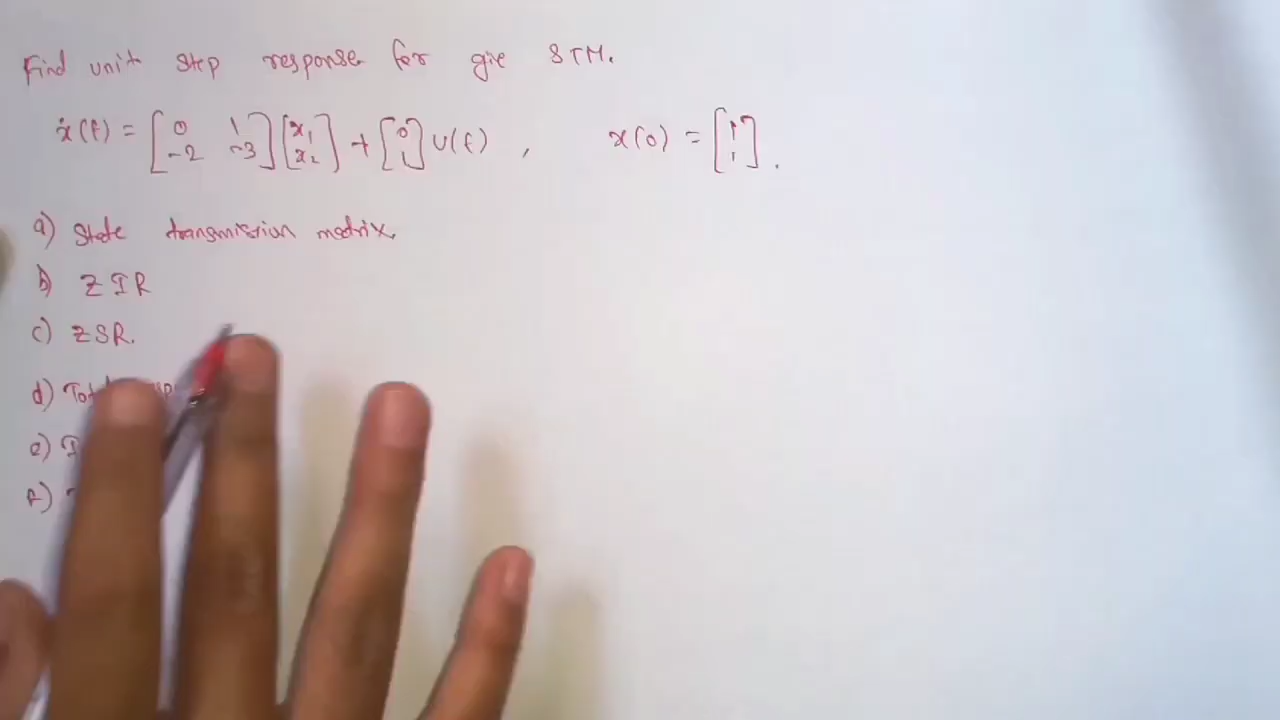 Find unit step response for give STM.
ẋ(t) = [0 1 -2 -3] [x₁ x₂] + [0 1] U(t) , x(0) = [1 1] .
a) State transmission matrix.
b) ZIR
c) ZSR.
d)
e)
f)